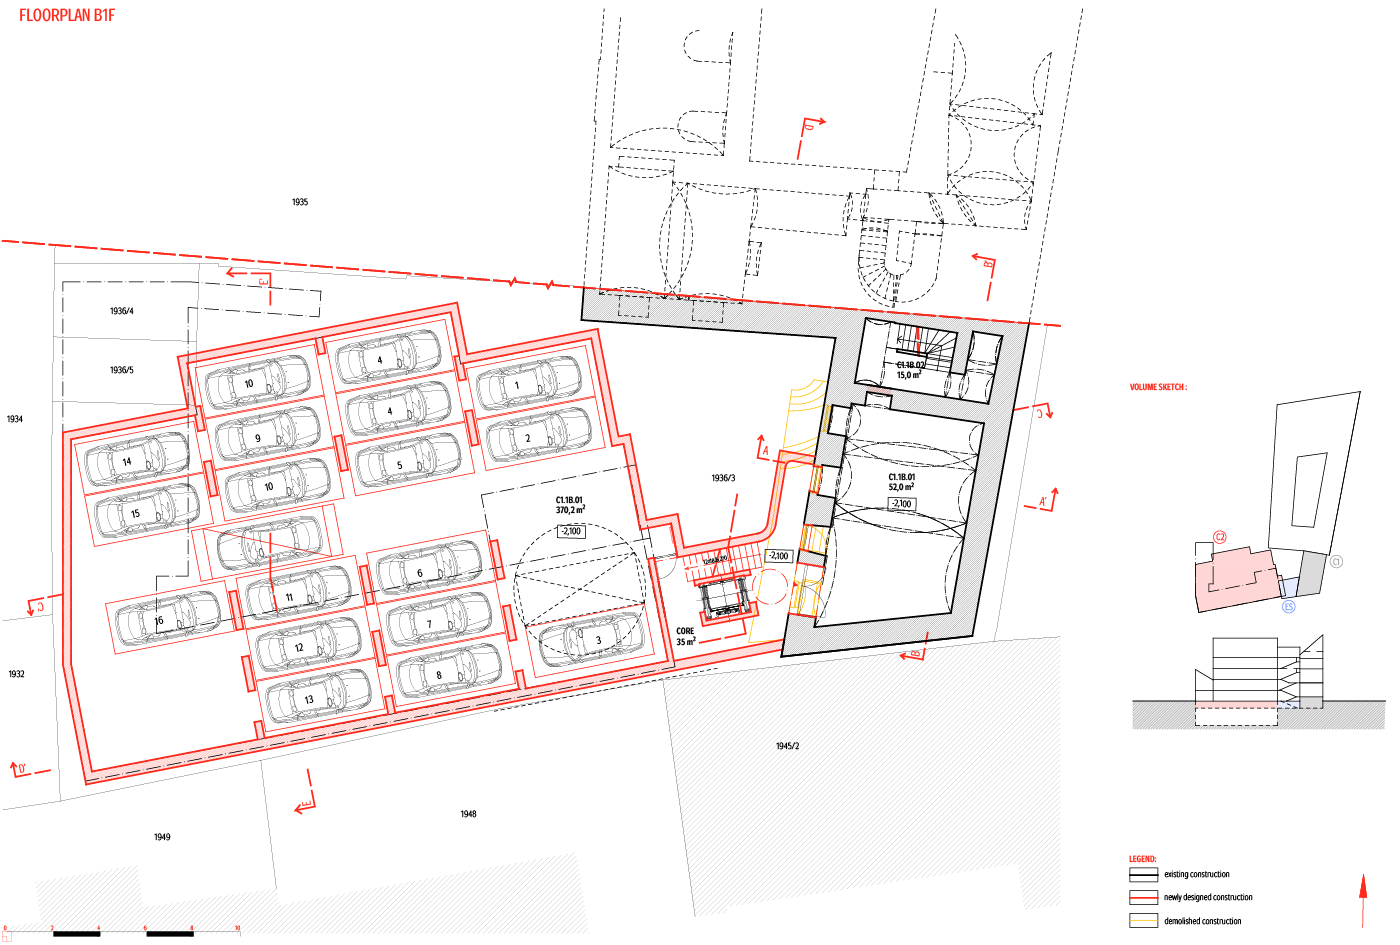 FLOORPLAN B1F
D
1935
B'
E'
1936/4
1936/5
1934
10
4
1
4
9
2
5
14
10
15
C1.1B.02
15,0 m²
C
VOLUME SKETCH :
A
1936/3
C1.1B.01
52,0 m²
-2,100
A'
C1.1B.01
370,2 m²
-2,100
-2,100
C2
C1
ES
6
11
C'
16
7
12
3
CORE
35 m²
B
1932
8
13
D'
1945/2
E
1948
1949
LEGEND:
existing construction
newly designed construction
demolished construction
0 2 4 6 8 10